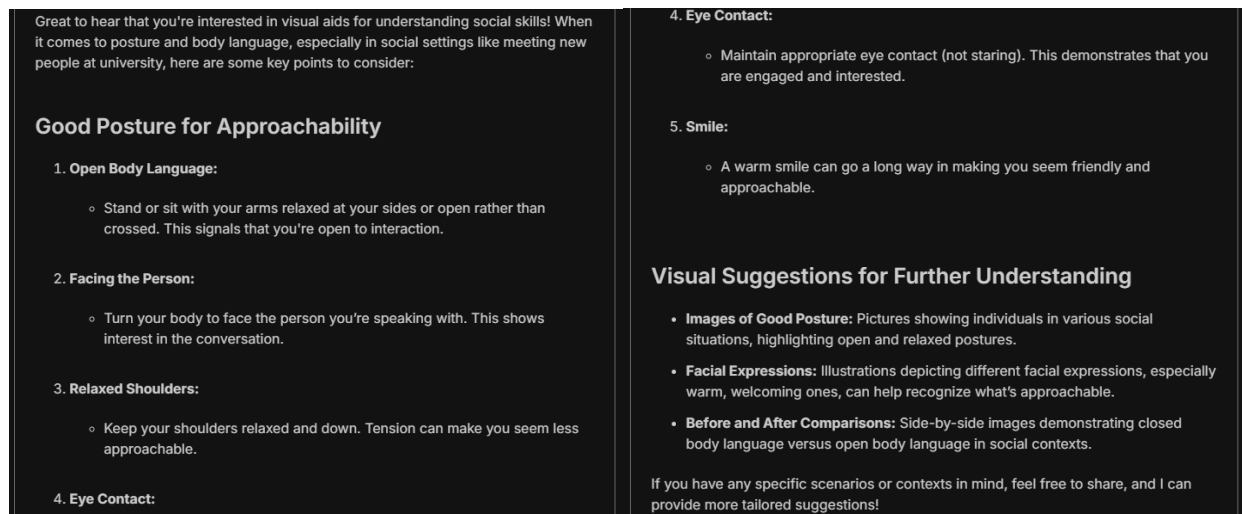 Great to hear that you're interested in visual aids for understanding social skills! When
it comes to posture and body language, especially in social settings like meeting new
people at university, here are some key points to consider:
Good Posture for Approachability
1. Open Body Language:
◦ Stand or sit with your arms relaxed at your sides or open rather than
crossed. This signals that you're open to interaction.
2. Facing the Person:
◦ Turn your body to face the person you’re speaking with. This shows
interest in the conversation.
3. Relaxed Shoulders:
◦ Keep your shoulders relaxed and down. Tension can make you seem less
approachable.
4. Eye Contact:
4. Eye Contact:
◦ Maintain appropriate eye contact (not staring). This demonstrates that you
are engaged and interested.
5. Smile:
◦ A warm smile can go a long way in making you seem friendly and
approachable.
Visual Suggestions for Further Understanding
• Images of Good Posture: Pictures showing individuals in various social
situations, highlighting open and relaxed postures.
• Facial Expressions: Illustrations depicting different facial expressions, especially
warm, welcoming ones, can help recognize what’s approachable.
• Before and After Comparisons: Side-by-side images demonstrating closed
body language versus open body language in social contexts.
If you have any specific scenarios or contexts in mind, feel free to share, and I can
provide more tailored suggestions!